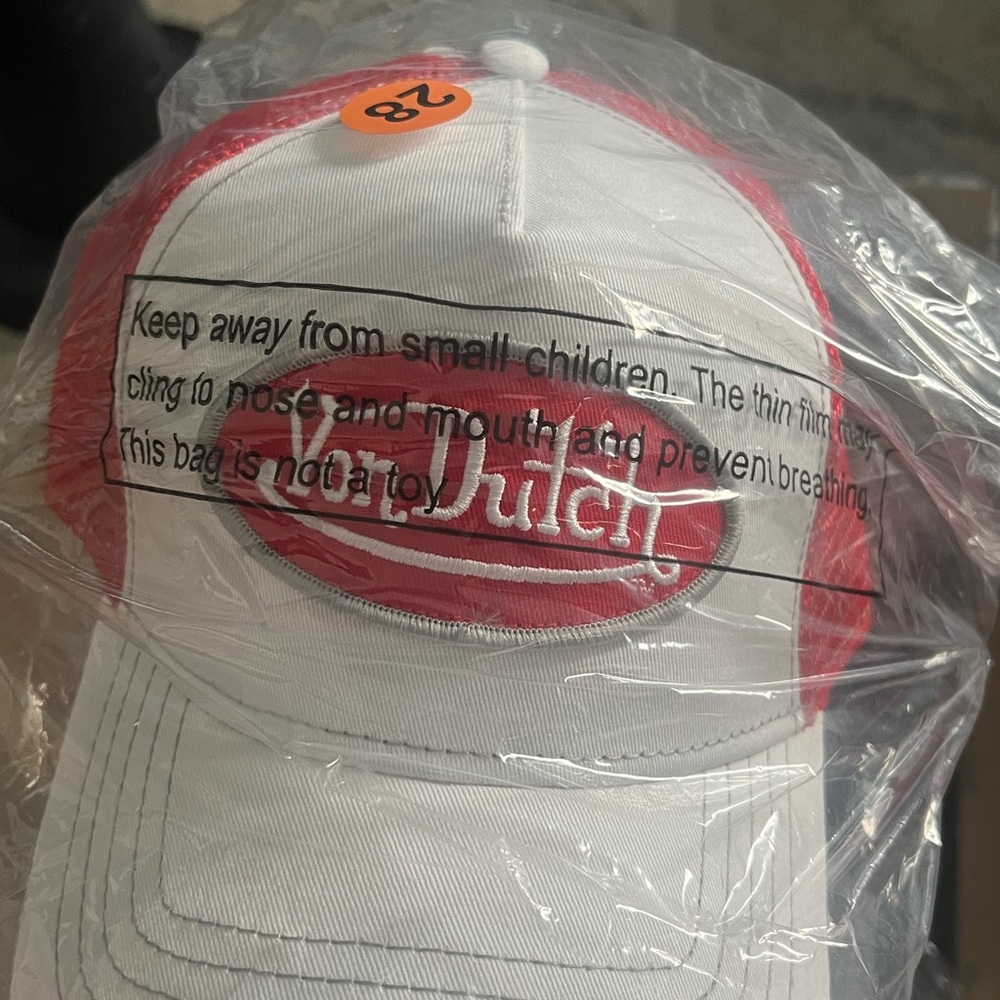 28
Keep away from small children. The thin film may
cling to nose and mouth and prevent breathing.
This bag is not a toy
Von Dutch